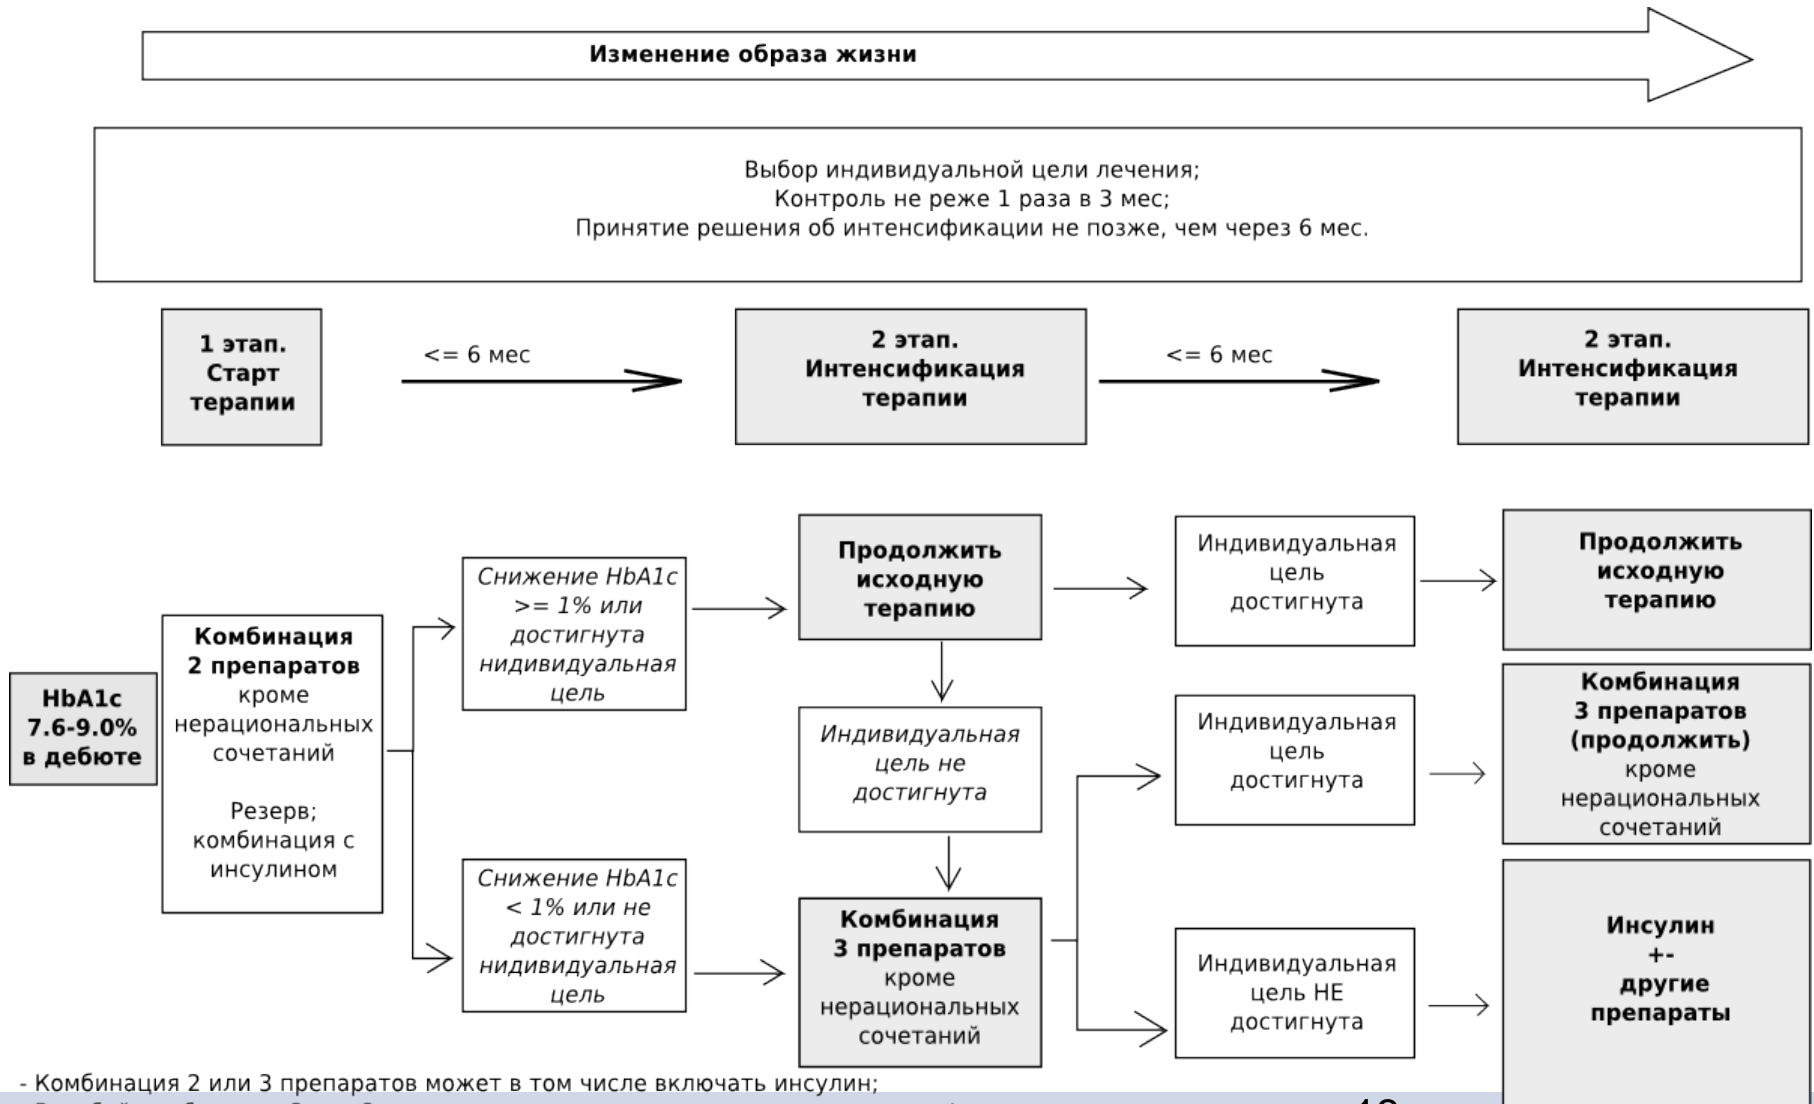 Изменение образа жизни
Выбор индивидуальной цели лечения;
Контроль не реже 1 раза в 3 мес;
Принятие решения об интенсификации не позже, чем через 6 мес.
1 этап.
Старт
терапии
<= 6 мес
2 этап.
Интенсификация
терапии
<= 6 мес
2 этап.
Интенсификация
терапии
HbA1c
7.6-9.0%
в дебюте
Комбинация
2 препаратов
кроме
нерациональных
сочетаний
Резерв;
комбинация с
инсулином
Снижение HbA1c
>= 1% или
достигнута
нидивидуальная
цель
Снижение HbA1c
< 1% или не
достигнута
нидивидуальная
цель
Продолжить
исходную
терапию
Индивидуальная
цель не
достигнута
Комбинация
3 препаратов
кроме
нерациональных
сочетаний
Индивидуальная
цель
достигнута
Индивидуальная
цель
достигнута
Индивидуальная
цель НЕ
достигнута
Продолжить
исходную
терапию
Комбинация
3 препаратов
(продолжить)
кроме
нерациональных
сочетаний
Инсулин
+-
другие
препараты
- Комбинация 2 или 3 препаратов может в том числе включать инсулин;